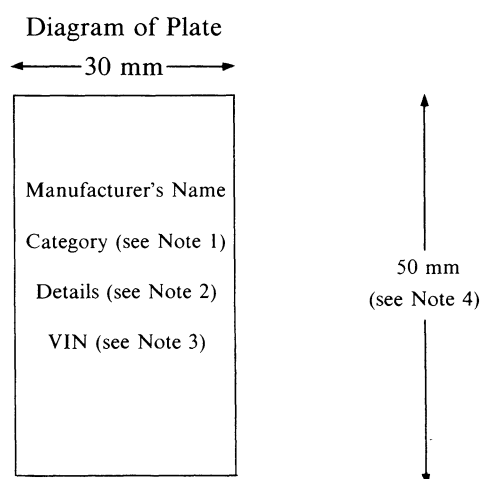 Diagram of Plate
30 mm
Manufacturer's Name
Category (see Note 1)
Details (see Note 2)
VIN (see Note 3)
50 mm
(see Note 4)